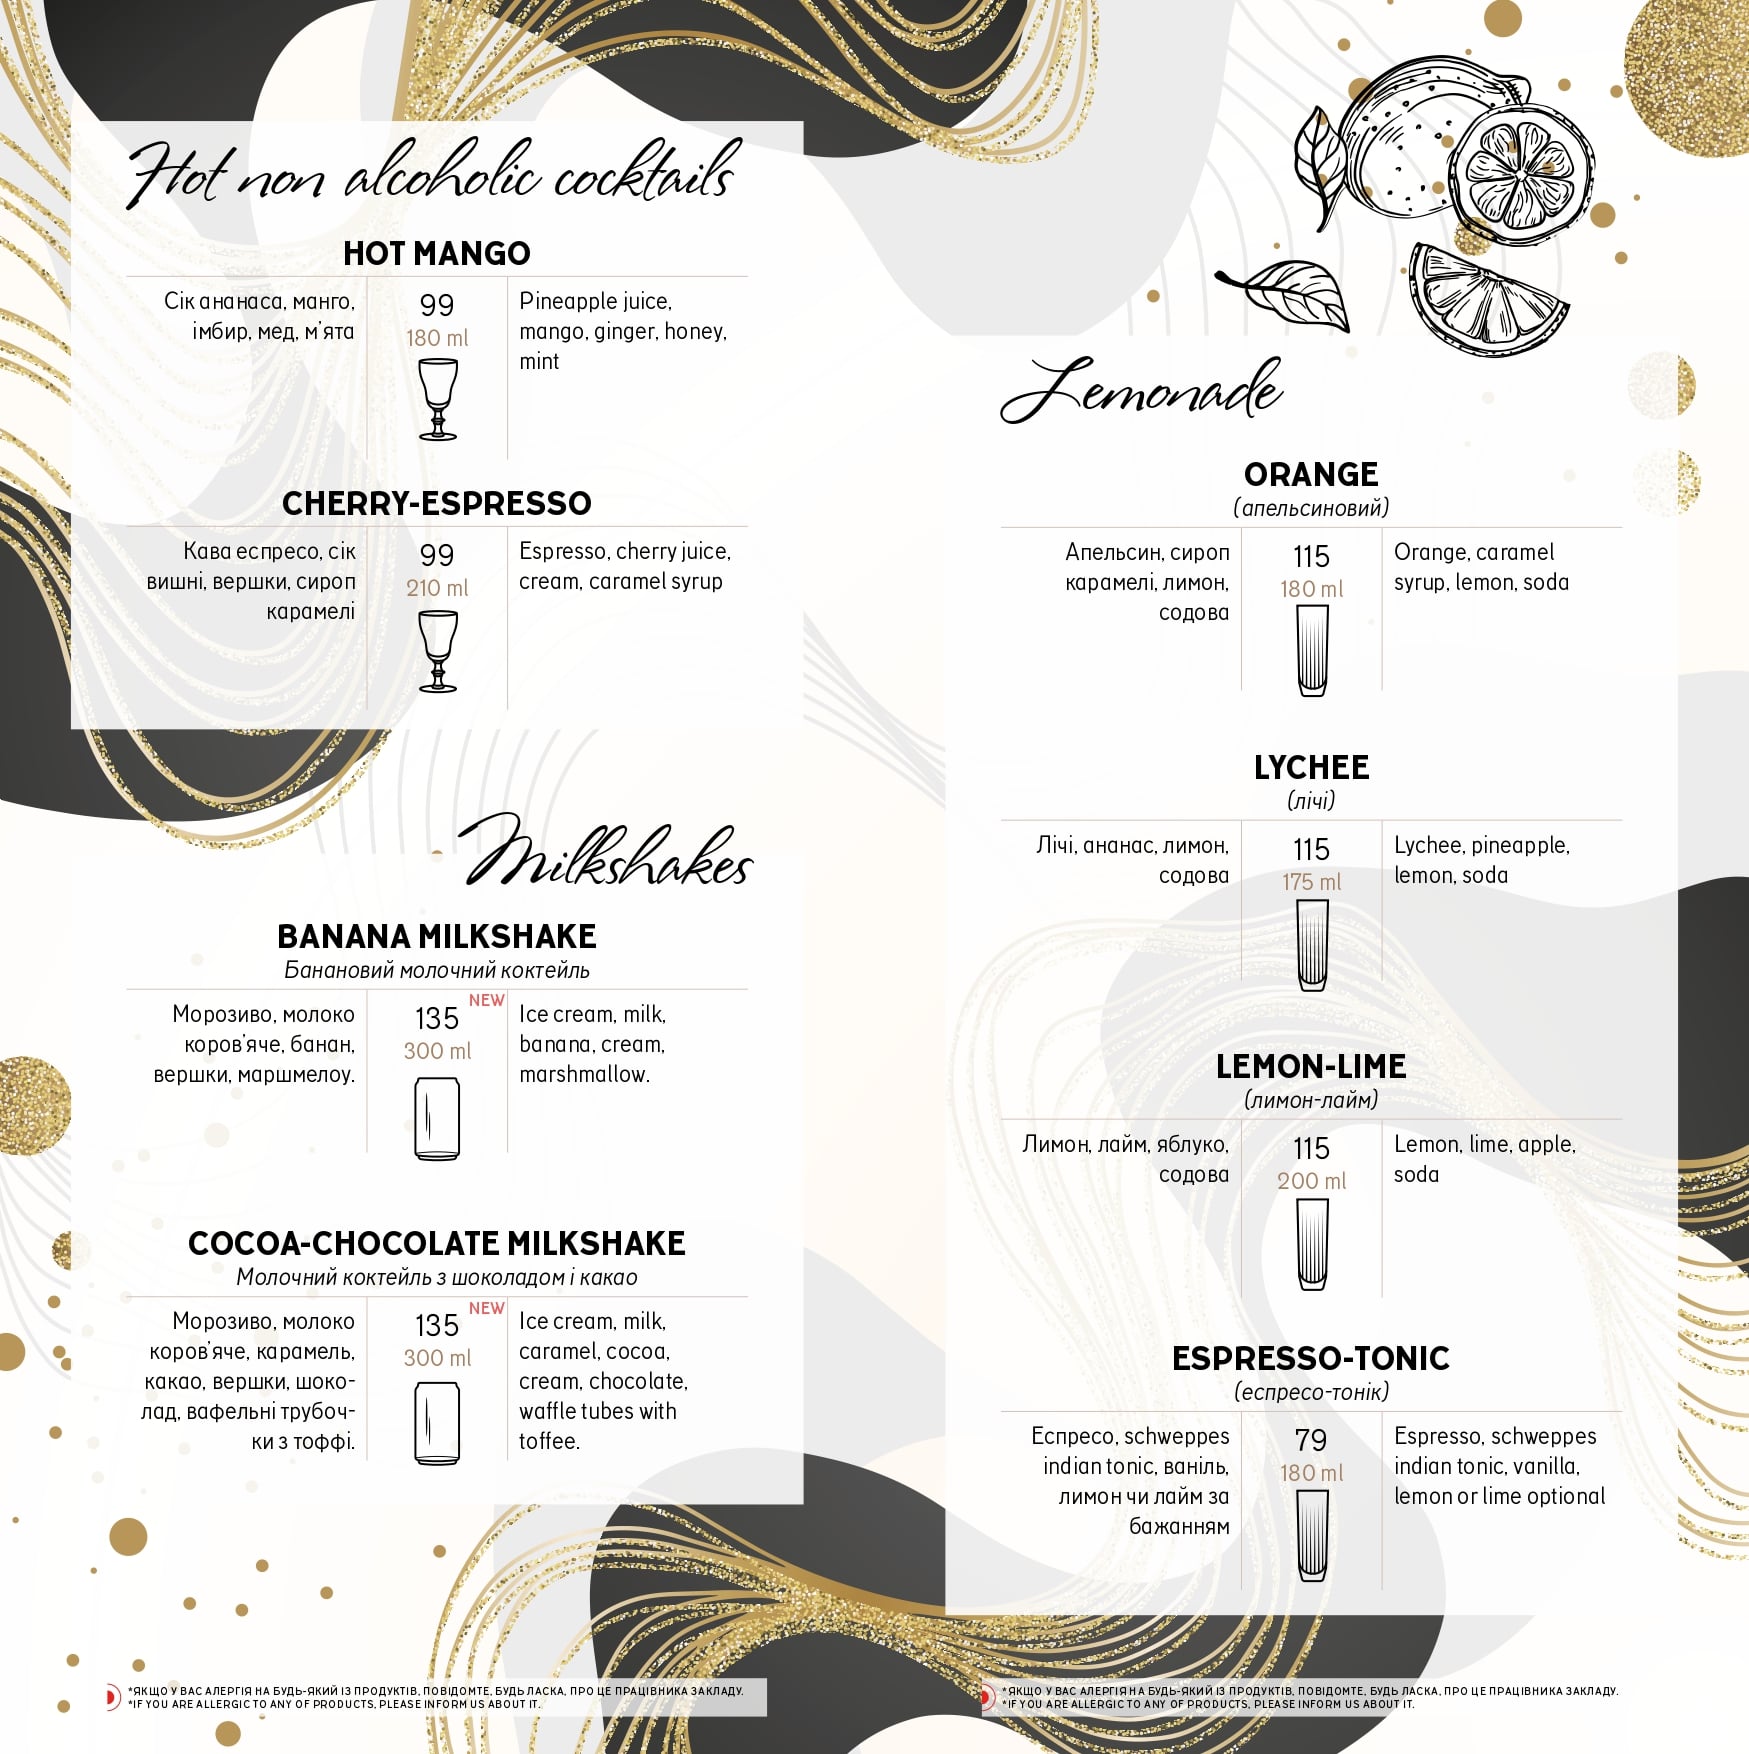 Hot non alcoholic cocktails
HOT MANGO
Сік ананаса, манго,
імбир, мед, м'ята
99
180 ml
Pineapple juice,
mango, ginger, honey,
mint
CHERRY-ESPRESSO
Кава еспресо, сік
вишні, вершки, сироп
карамелі
99
210 ml
Espresso, cherry juice,
cream, caramel syrup
Milkshakes
BANANA MILKSHAKE
Банановий молочний коктейль
Морозиво, молоко
коров'яче, банан,
вершки, маршмелоу.
NEW
135
300 ml
Ice cream, milk,
banana, cream,
marshmallow.
COCOA-CHOCOLATE MILKSHAKE
Молочний коктейль з шоколадом і какао
Морозиво, молоко
коров'яче, карамель,
какао, вершки, шоко-
лад, вафельні трубоч-
ки з тоффі.
NEW
135
300 ml
Ice cream, milk,
caramel, cocoa,
cream, chocolate,
waffle tubes with
toffee.
*ЯКЩО У ВАС АЛЕРГІЯ НА БУДЬ-ЯКИЙ ІЗ ПРОДУКТІВ, ПОВІДОМТЕ, БУДЬ ЛАСКА, ПРО ЦЕ ПРАЦІВНИКА ЗАКЛАДУ.
*IF YOU ARE ALLERGIC TO ANY OF PRODUCTS, PLEASE INFORM US ABOUT IT.
Lemonade
ORANGE
(апельсиновий)
Апельсин, сироп
карамелі, лимон,
содова
115
180 ml
Orange, caramel
syrup, lemon, soda
LYCHEE
(лічі)
Лічі, ананас, лимон,
содова
115
175 ml
Lychee, pineapple,
lemon, soda
LEMON-LIME
(лимон-лайм)
Лимон, лайм, яблуко,
содова
115
200 ml
Lemon, lime, apple,
soda
ESPRESSO-TONIC
(еспресо-тонік)
Еспресо, schweppes
indian tonic, ваніль,
лимон чи лайм за
бажанням
79
180 ml
Espresso, schweppes
indian tonic, vanilla,
lemon or lime optional
*ЯКЩО У ВАС АЛЕРГІЯ НА БУДЬ-ЯКИЙ ІЗ ПРОДУКТІВ, ПОВІДОМТЕ, БУДЬ ЛАСКА, ПРО ЦЕ ПРАЦІВНИКА ЗАКЛАДУ.
*IF YOU ARE ALLERGIC TO ANY OF PRODUCTS, PLEASE INFORM US ABOUT IT.